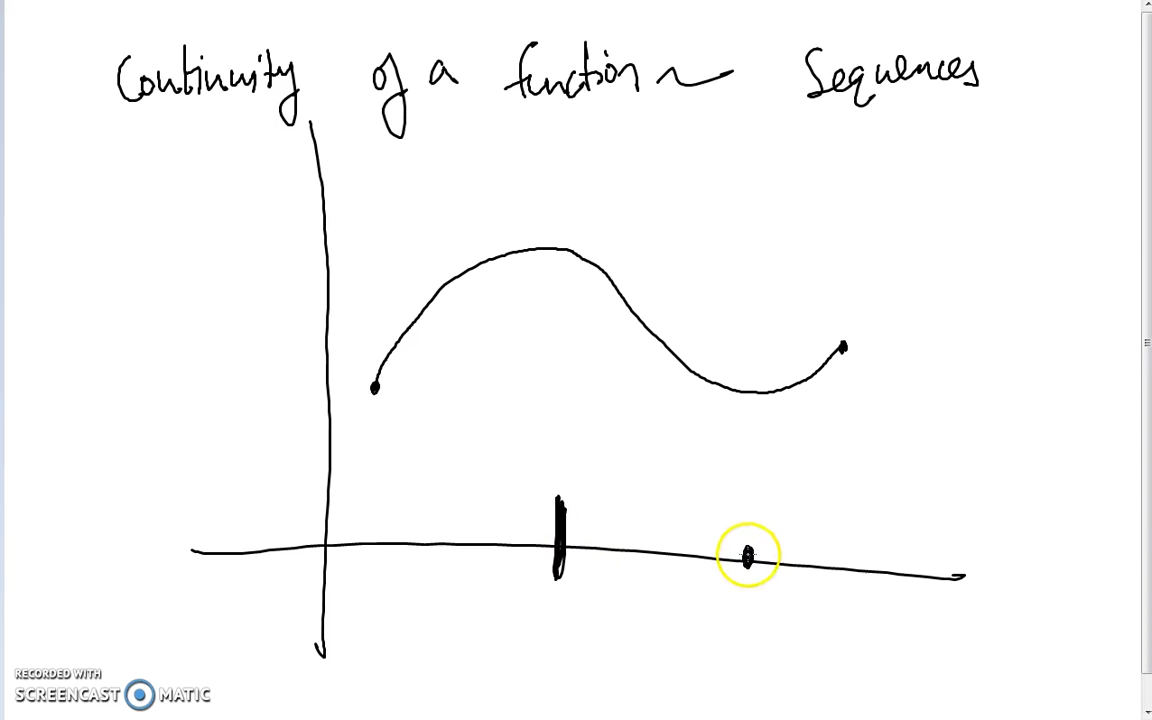 Continuity of a function ~ Sequences
RECORDED WITH
SCREENCAST MATIC